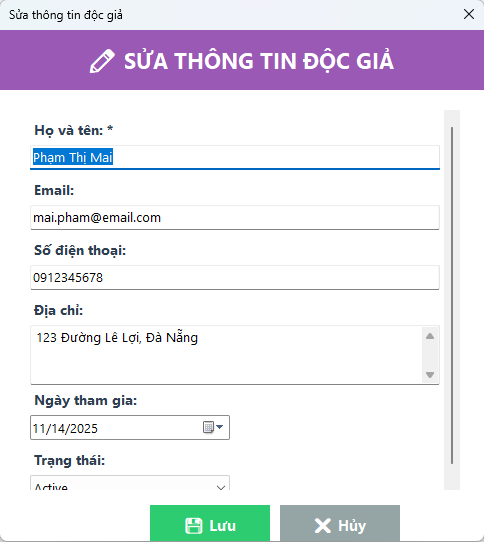 Sửa thông tin độc giả
SỬA THÔNG TIN ĐỘC GIẢ
Họ và tên: *
Phạm Thị Mai
Email:
mai.pham@email.com
Số điện thoại:
0912345678
Địa chỉ:
123 Đường Lê Lợi, Đà Nẵng
Ngày tham gia:
11/14/2025
Trạng thái:
Active
Lưu
Hủy